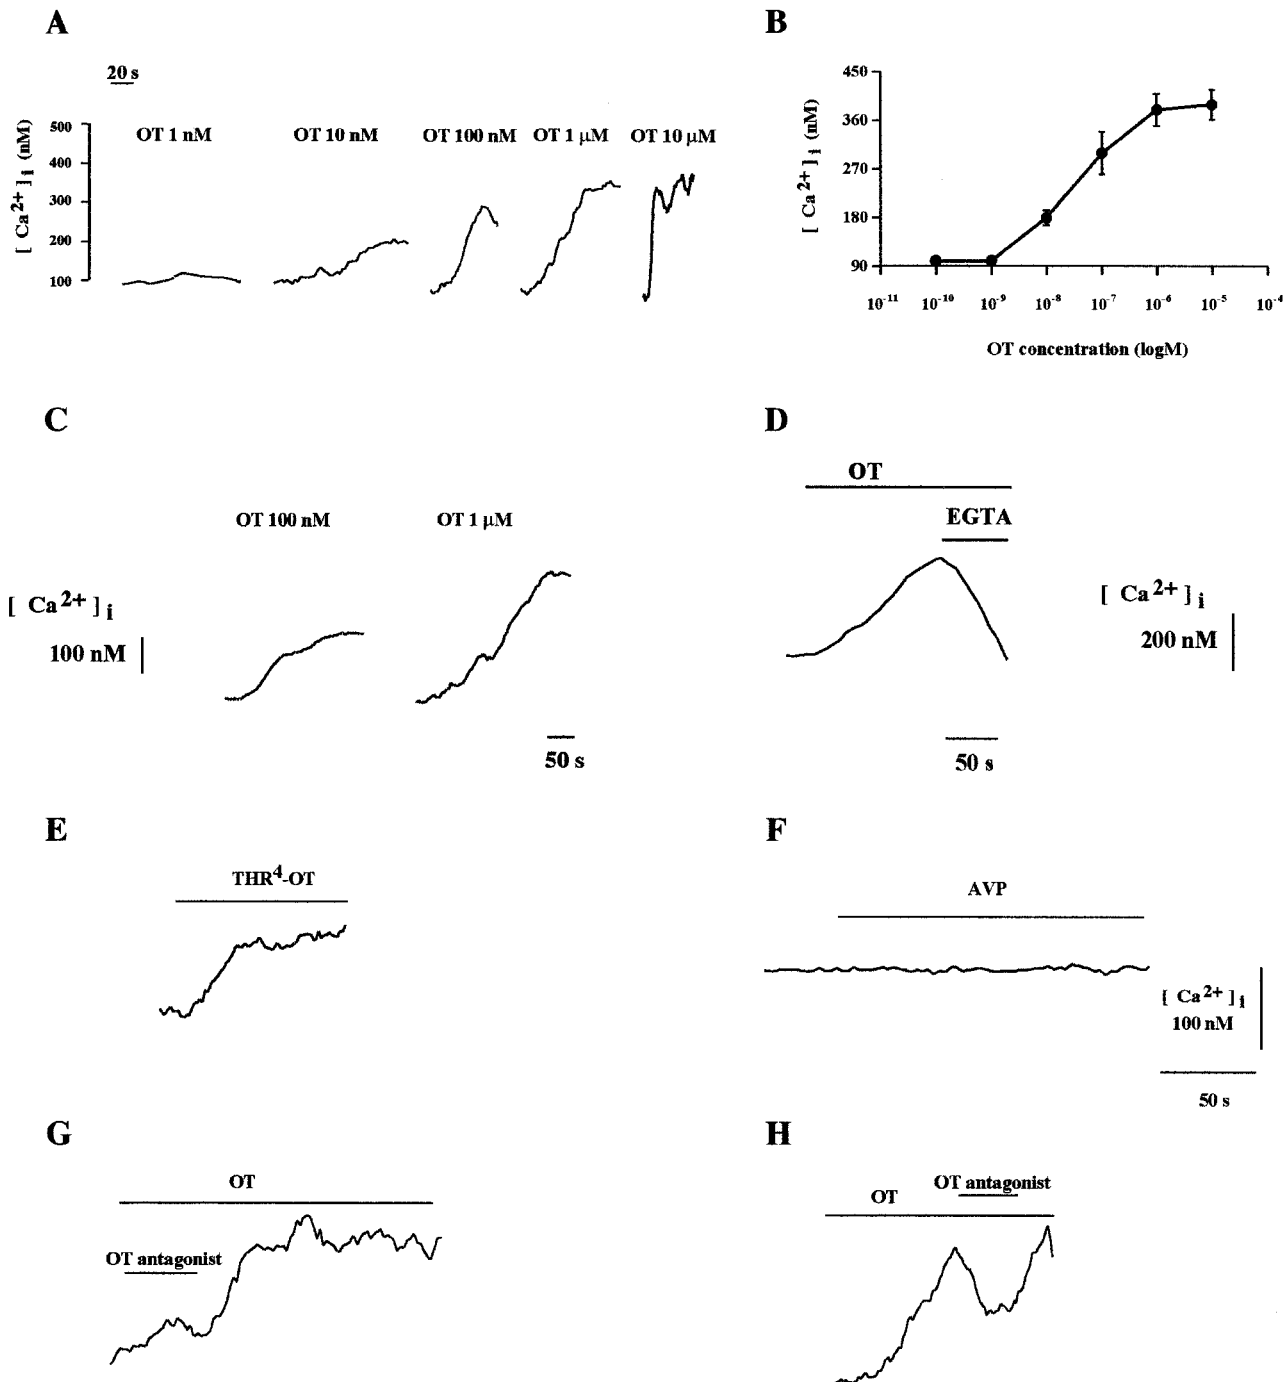 A
20 s
[ Ca2+ ]i (nM)
500
400
300
200
100
OT 1 nM
OT 10 nM
OT 100 nM
OT 1 μM
OT 10 μM
B
[ Ca2+ ]i (nM)
450
360
270
180
90
10-11
10-10
10-9
10-8
10-7
10-6
10-5
10-4
OT concentration (logM)
C
OT 100 nM
OT 1 μM
[ Ca2+ ]i
100 nM
50 s
D
OT
EGTA
[ Ca2+ ]i
200 nM
50 s
E
THR4-OT
F
AVP
[ Ca2+ ]i
100 nM
50 s
G
OT
OT antagonist
H
OT antagonist
OT